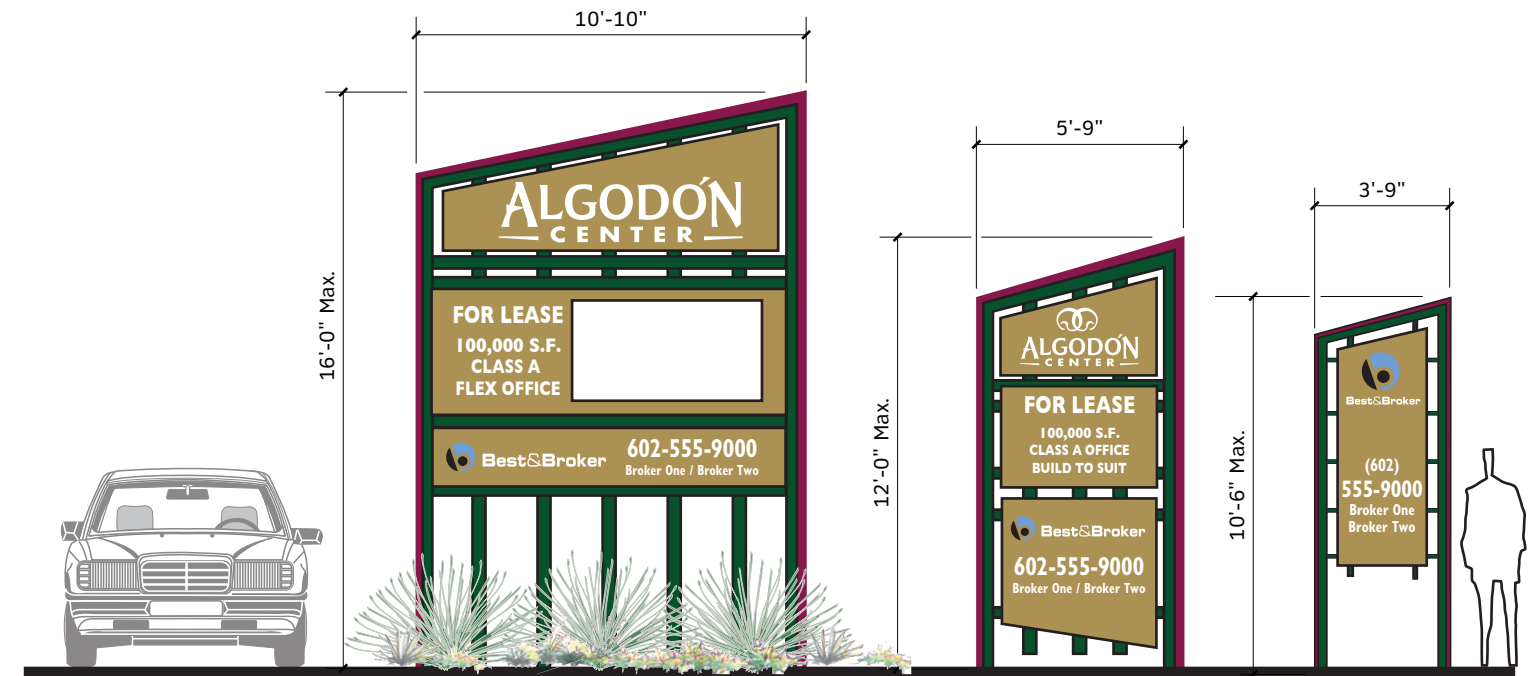 10'-10"
16'-0" Max.
ALGODÓN
CENTER
FOR LEASE
100,000 S.F.
CLASS A
FLEX OFFICE
Best&Broker
602-555-9000
Broker One / Broker Two
5'-9"
12'-0" Max.
ALGODÓN
CENTER
FOR LEASE
100,000 S.F.
CLASS A OFFICE
BUILD TO SUIT
Best&Broker
602-555-9000
Broker One / Broker Two
3'-9"
10'-6" Max.
Best&Broker
(602)
555-9000
Broker One
Broker Two